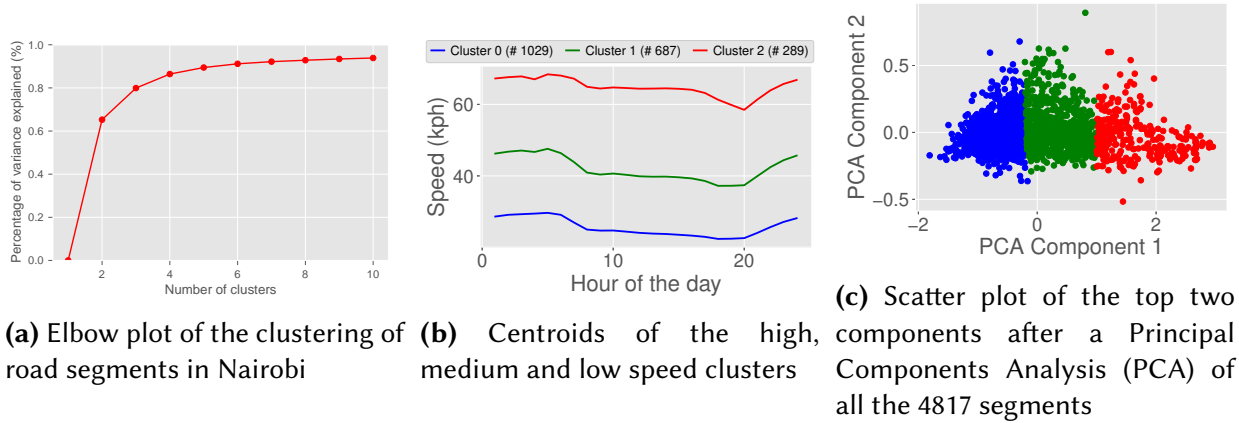 Percentage of variance explained (%)
1.0
0.8
0.6
0.4
0.2
0.0
2 4 6 8 10
Number of clusters
(a) Elbow plot of the clustering of
road segments in Nairobi
Cluster 0 (# 1029) Cluster 1 (# 687) Cluster 2 (# 289)
Speed (kph)
60
40
0 10 20
Hour of the day
(b) Centroids of the high,
medium and low speed clusters
PCA Component 2
0.5
0.0
−0.5
−2 0 2
PCA Component 1
(c) Scatter plot of the top two
components after a Principal
Components Analysis (PCA) of
all the 4817 segments